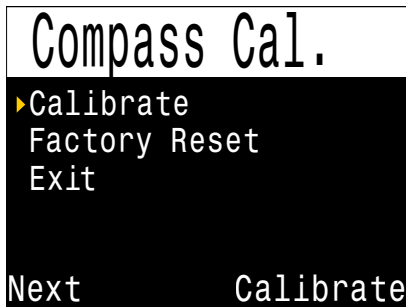 Compass Cal.
Calibrate
Factory Reset
Exit
Next Calibrate